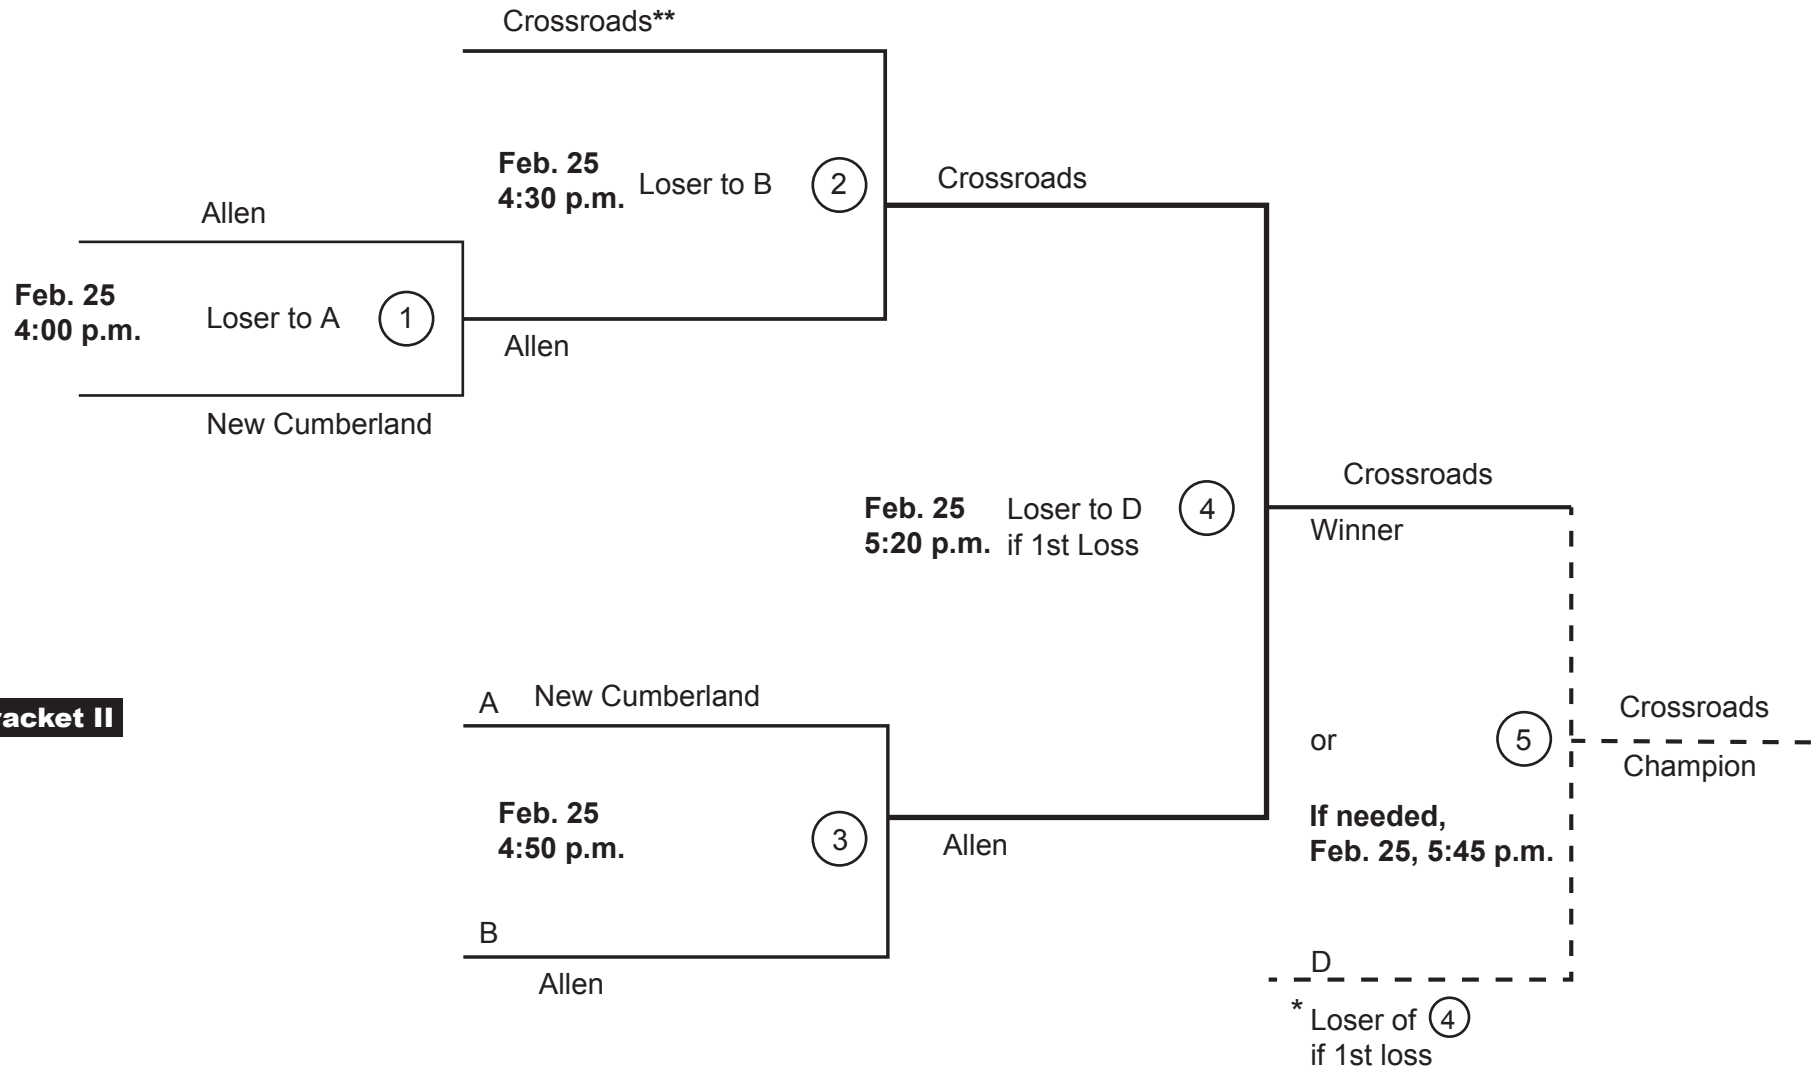 Crossroads**
Feb. 25
4:30 p.m.
Loser to B
2
Crossroads
Allen
Feb. 25
4:00 p.m.
Loser to A
1
Allen
New Cumberland
Crossroads
Feb. 25
5:20 p.m.
Loser to D
if 1st Loss
4
Winner
A New Cumberland
racket II
Crossroads
or
5
Champion
Feb. 25
4:50 p.m.
3
Allen
If needed,
Feb. 25, 5:45 p.m.
B
Allen
D
* Loser of 4
if 1st loss